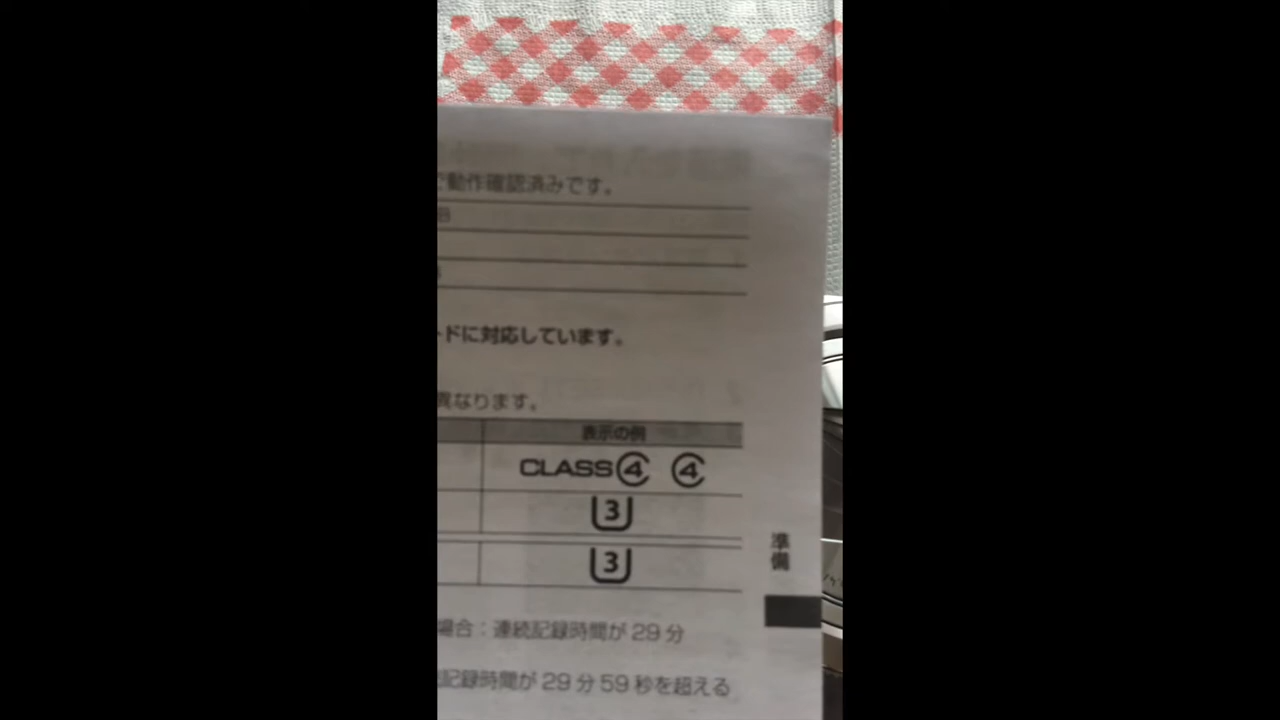 で動作確認済みです。
ードに対応しています。
異なります。
表示の例
CLASS④ ④
3
3
準備
場合：連続記録時間が 29 分
記録時間が 29 分 59 秒を超える